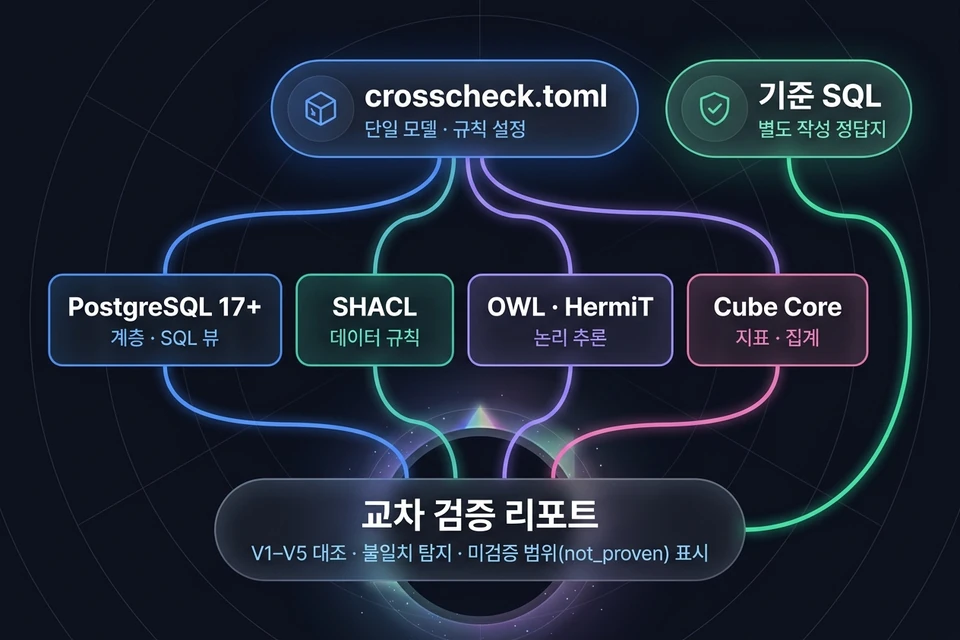 crosscheck.toml
단일 모델 · 규칙 설정
기준 SQL
별도 작성 정답지
PostgreSQL 17+
계층 · SQL 뷰
SHACL
데이터 규칙
OWL · HermiT
논리 추론
Cube Core
지표 · 집계
교차 검증 리포트
V1–V5 대조 · 불일치 탐지 · 미검증 범위(not_proven) 표시